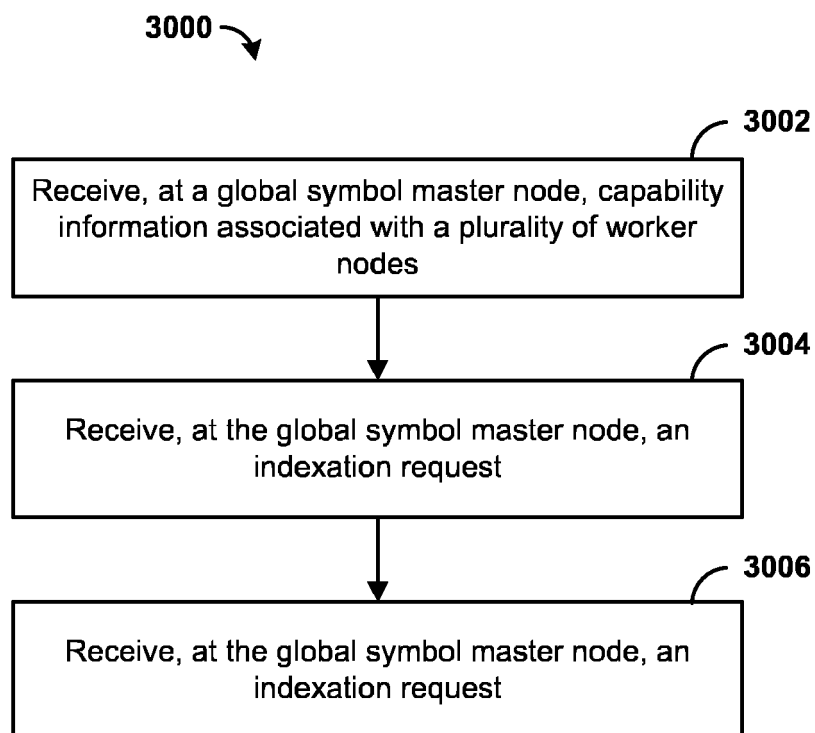 3000
3002
Receive, at a global symbol master node, capability
information associated with a plurality of worker
nodes
3004
Receive, at the global symbol master node, an
indexation request
3006
Receive, at the global symbol master node, an
indexation request